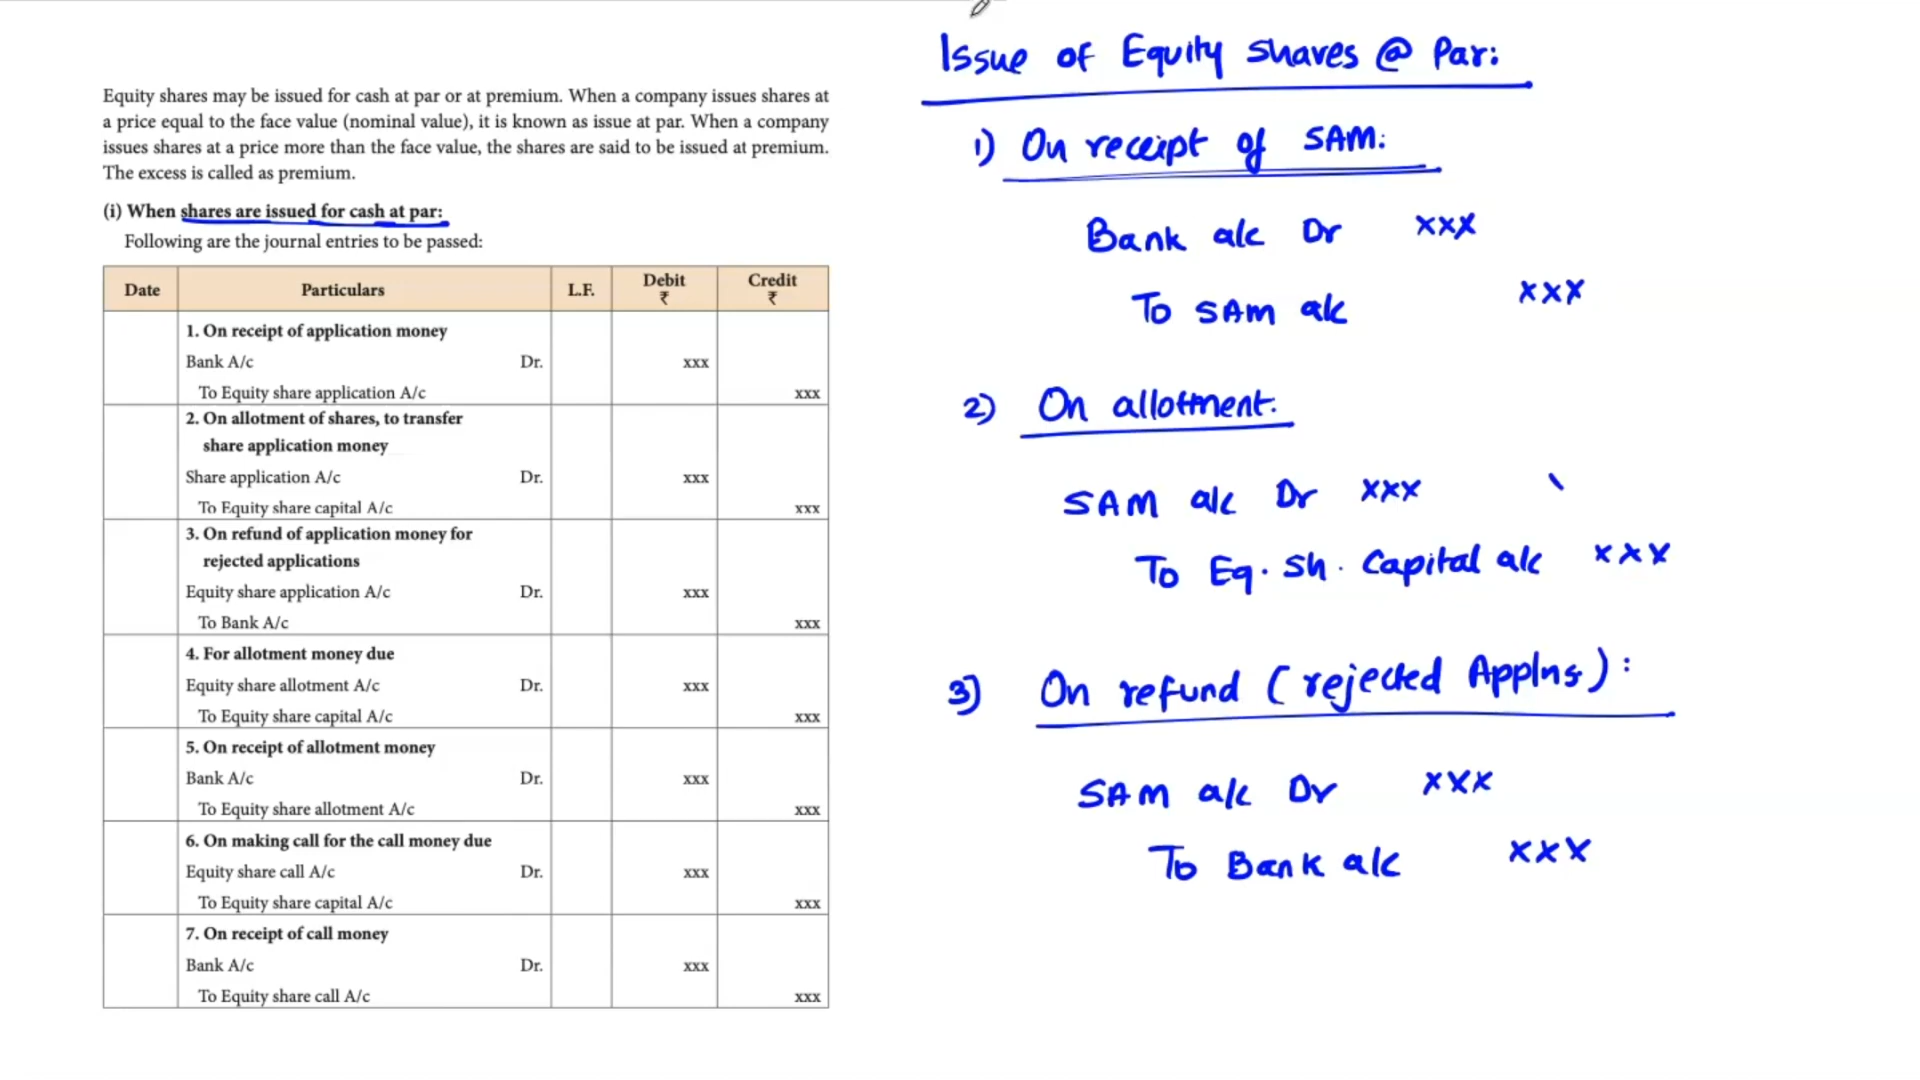 Equity shares may be issued for cash at par or at premium. When a company issues shares at
a price equal to the face value (nominal value), it is known as issue at par. When a company
issues shares at a price more than the face value, the shares are said to be issued at premium.
The excess is called as premium.
(i) When shares are issued for cash at par:
Following are the journal entries to be passed:
Date Particulars L.F. Debit ₹ Credit ₹
1. On receipt of application money
Bank A/c Dr. xxx
To Equity share application A/c xxx
2. On allotment of shares, to transfer
share application money
Share application A/c Dr. xxx
To Equity share capital A/c xxx
3. On refund of application money for
rejected applications
Equity share application A/c Dr. xxx
To Bank A/c xxx
4. For allotment money due
Equity share allotment A/c Dr. xxx
To Equity share capital A/c xxx
5. On receipt of allotment money
Bank A/c Dr. xxx
To Equity share allotment A/c xxx
6. On making call for the call money due
Equity share call A/c Dr. xxx
To Equity share capital A/c xxx
7. On receipt of call money
Bank A/c Dr. xxx
To Equity share call A/c xxx
Issue of Equity Shares @ Par:
1) On receipt of SAM:
Bank a/c Dr xxx
To SAM a/c xxx
2) On allotment:
SAM a/c Dr xxx
To Eq. Sh. Capital a/c xxx
3) On refund (rejected Applns):
SAM a/c Dr xxx
To Bank a/c xxx